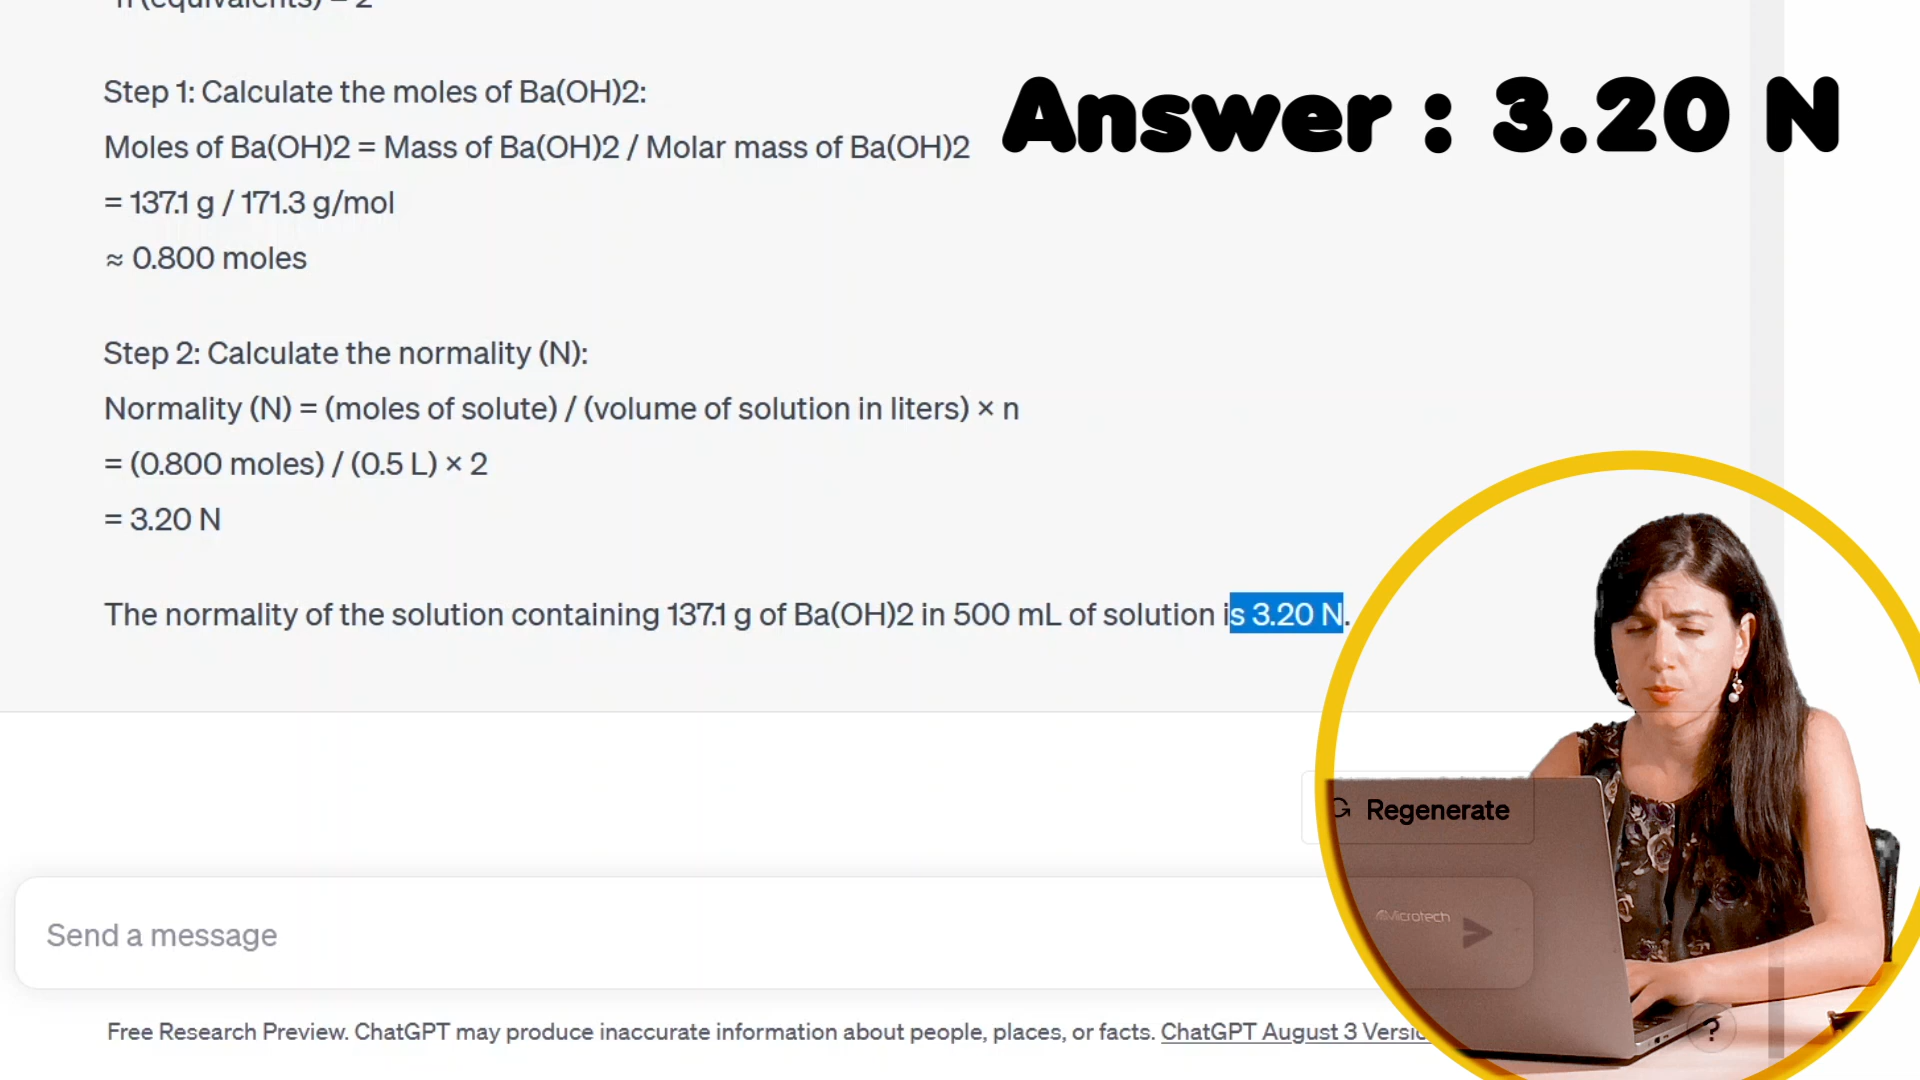 n (equivalents) = 2
Step 1: Calculate the moles of Ba(OH)2:
Moles of Ba(OH)2 = Mass of Ba(OH)2 / Molar mass of Ba(OH)2
= 137.1 g / 171.3 g/mol
≈ 0.800 moles
Answer : 3.20 N
Step 2: Calculate the normality (N):
Normality (N) = (moles of solute) / (volume of solution in liters) × n
= (0.800 moles) / (0.5 L) × 2
= 3.20 N
The normality of the solution containing 137.1 g of Ba(OH)2 in 500 mL of solution is 3.20 N.
Regenerate
Microtech
Send a message
Free Research Preview. ChatGPT may produce inaccurate information about people, places, or facts. ChatGPT August 3 Versio
?